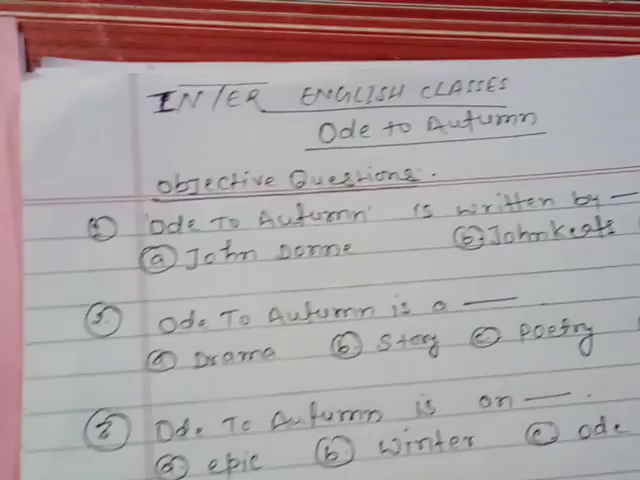 INTER ENGLISH CLASSES
Ode to Autumn
Objective Questions:.
① 'Ode To Autumn' is written by —
ⓐ John Donne ⓑ John Keats
2. Ode To Autumn is a —
ⓐ Drama ⓑ Story ⓒ Poetry
③ Ode To Autumn is on —.
ⓐ epic ⓑ Winter ⓒ ode